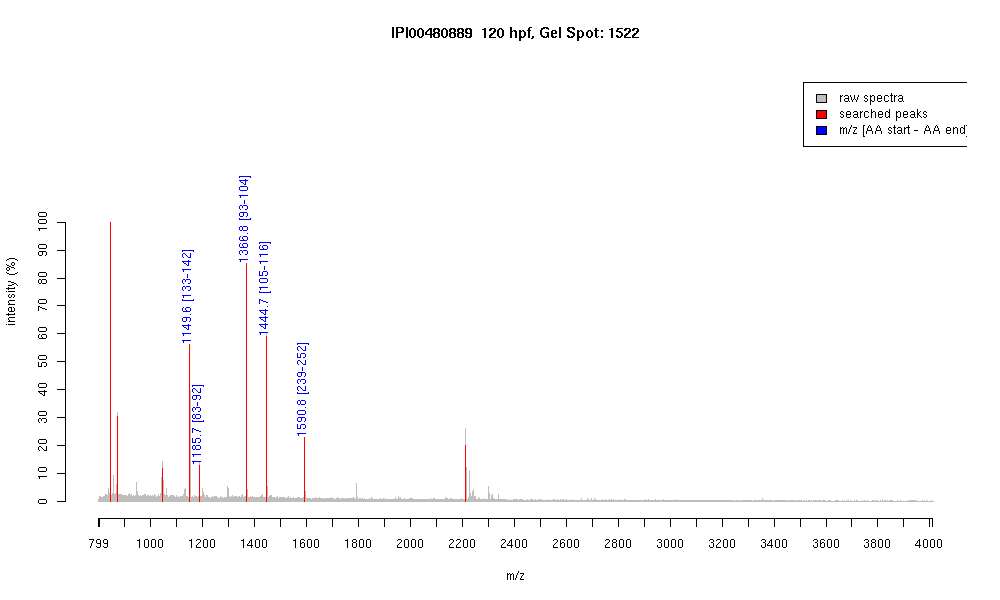 IPI00480889 120 hpf, Gel Spot: 1522
raw spectra
searched peaks
m/z [AA start - AA end]
1366.8 [93-104]
1444.7 [105-116]
1149.6 [133-142]
1590.8 [239-252]
1185.7 [83-92]
intensity (%)
100
90
80
70
60
50
40
30
20
10
0
799 1000 1200 1400 1600 1800 2000 2200 2400 2600 2800 3000 3200 3400 3600 3800 4000
m/z